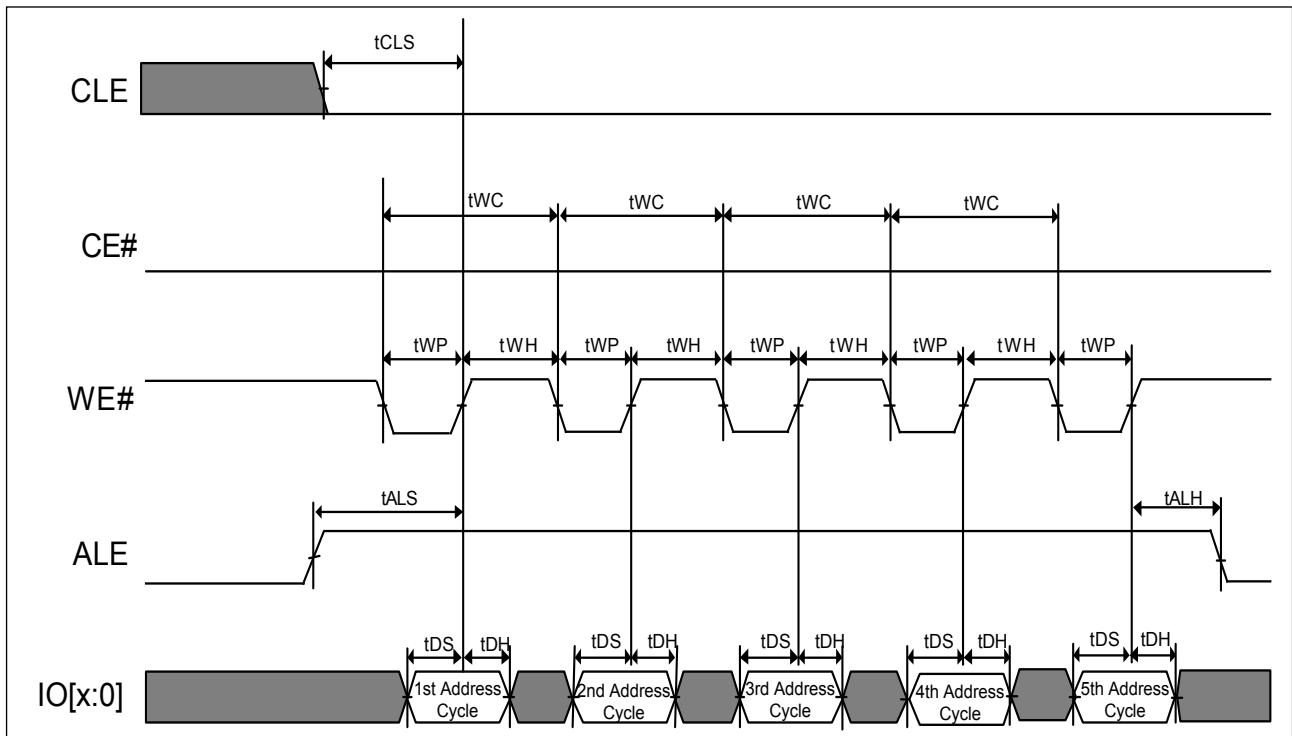 tCLS
CLE
tWC tWC tWC tWC
CE#
tWP tWH tWP tWH tWP tWH tWP tWH tWP
WE#
tALS tALH
ALE
tDS tDH tDS tDH tDS tDH tDS tDH tDS tDH
IO[x:0]
1st Address
Cycle
2nd Address
Cycle
3rd Address
Cycle
4th Address
Cycle
5th Address
Cycle